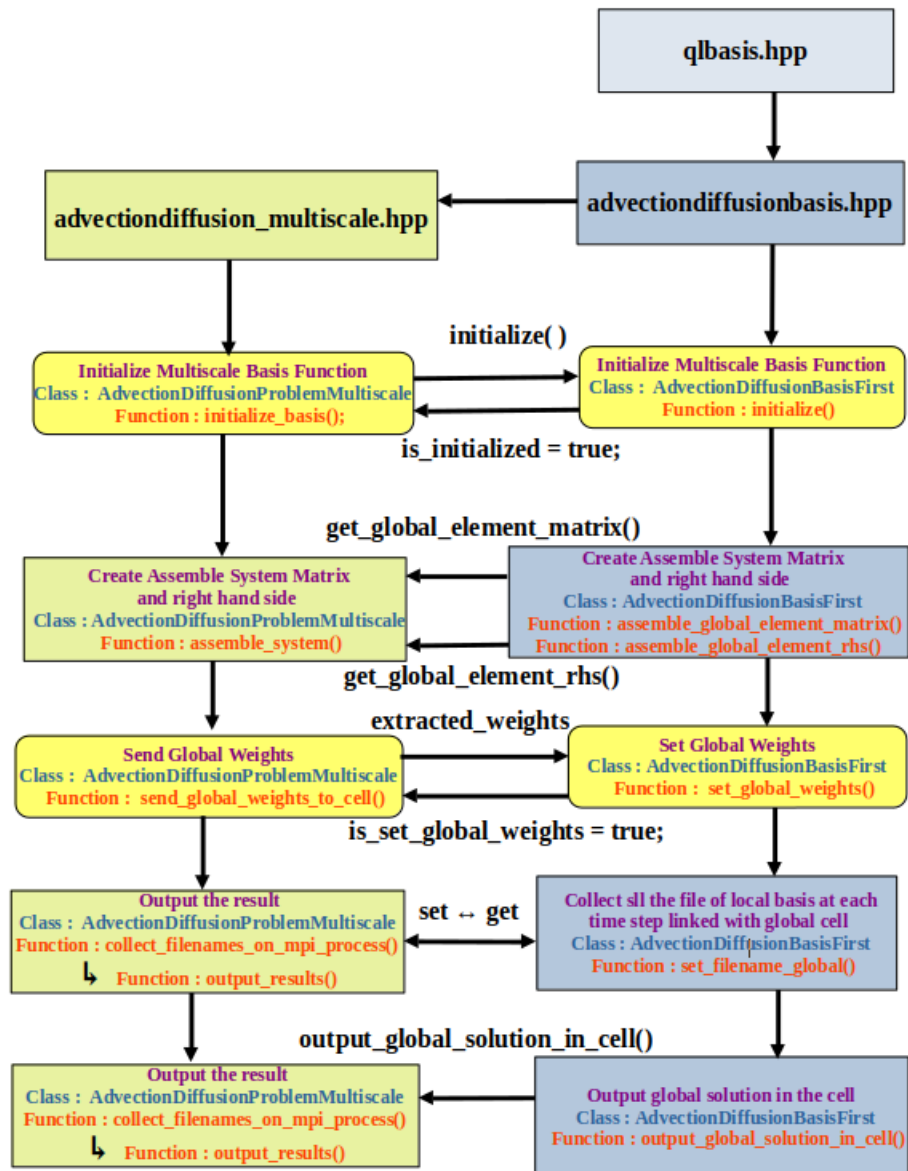 qlbasis.hpp
advectiondiffusion_multiscale.hpp
advectiondiffusionbasis.hpp
initialize( )
Initialize Multiscale Basis Function
Class : AdvectionDiffusionProblemMultiscale
Function : initialize_basis();
Initialize Multiscale Basis Function
Class : AdvectionDiffusionBasisFirst
Function : initialize()
is_initialized = true;
get_global_element_matrix()
Create Assemble System Matrix
and right hand side
Class : AdvectionDiffusionProblemMultiscale
Function : assemble_system()
Create Assemble System Matrix
and right hand side
Class : AdvectionDiffusionBasisFirst
Function : assemble_global_element_matrix()
Function : assemble_global_element_rhs()
get_global_element_rhs()
extracted_weights
Send Global Weights
Class : AdvectionDiffusionProblemMultiscale
Function : send_global_weights_to_cell()
Set Global Weights
Class : AdvectionDiffusionBasisFirst
Function : set_global_weights()
is_set_global_weights = true;
Output the result
Class : AdvectionDiffusionProblemMultiscale
Function : collect_filenames_on_mpi_process()
↳ Function : output_results()
set ↔ get
Collect sll the file of local basis at each
time step linked with global cell
Class : AdvectionDiffusionBasisFirst
Function : set_filename_global()
output_global_solution_in_cell()
Output the result
Class : AdvectionDiffusionProblemMultiscale
Function : collect_filenames_on_mpi_process()
↳ Function : output_results()
Output global solution in the cell
Class : AdvectionDiffusionBasisFirst
Function : output_global_solution_in_cell()